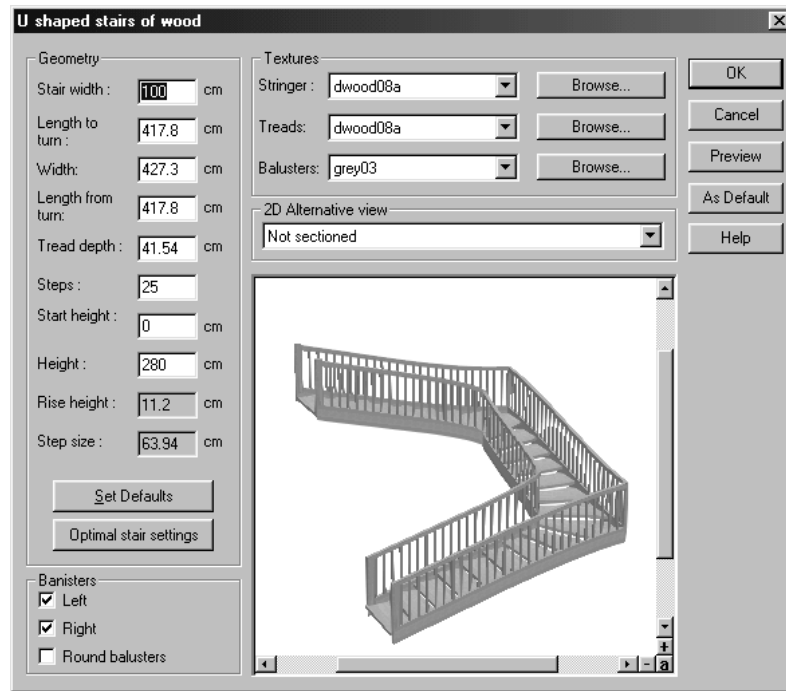 U shaped stairs of wood
Geometry
Stair width : 100 cm
Length to
turn : 417.8 cm
Width: 427.3 cm
Length from
turn: 417.8 cm
Tread depth : 41.54 cm
Steps : 25
Start height : 0 cm
Height : 280 cm
Rise height : 11.2 cm
Step size : 63.94 cm
Set Defaults
Optimal stair settings
Banisters
Left
Right
Round balusters
Textures
Stringer : dwood08a Browse...
Treads: dwood08a Browse...
Balusters: grey03 Browse...
2D Alternative view
Not sectioned
+
- a
OK
Cancel
Preview
As Default
Help